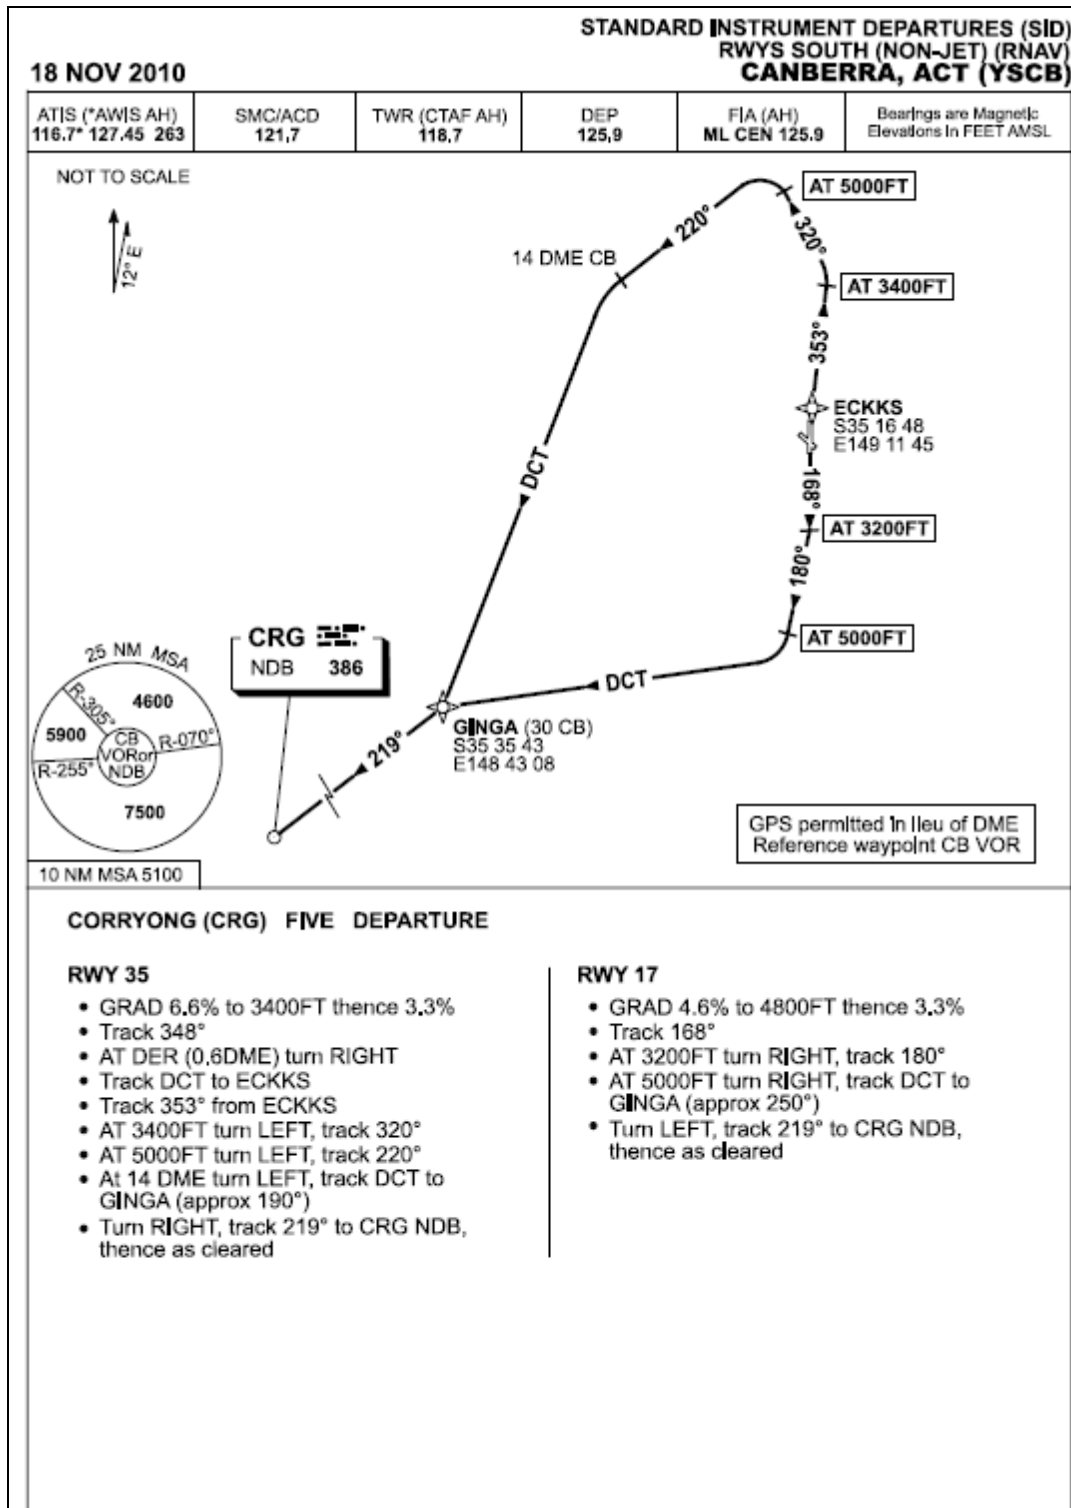 STANDARD INSTRUMENT DEPARTURES (SID)
RWYS SOUTH (NON-JET) (RNAV)
18 NOV 2010
CANBERRA, ACT (YSCB)
ATIS (*AWIS AH)
116.7* 127.45 263
SMC/ACD
121.7
TWR (CTAF AH)
118.7
DEP
125.9
FIA (AH)
ML CEN 125.9
Bearings are Magnetic
Elevations in FEET AMSL
NOT TO SCALE
12° E
AT 5000FT
220°
320°
14 DME CB
AT 3400FT
353°
ECKKS
S35 16 48
E149 11 45
DCT
168°
AT 3200FT
180°
AT 5000FT
CRG
NDB 386
DCT
25 NM MSA
R-305°
4600
5900
CB
VORor
NDB
R-070°
R-255°
7500
GINGA (30 CB)
S35 35 43
E148 43 08
219°
GPS permitted in lieu of DME
Reference waypoint CB VOR
10 NM MSA 5100
CORRYONG (CRG) FIVE DEPARTURE
RWY 35
• GRAD 6.6% to 3400FT thence 3.3%
• Track 348°
• AT DER (0.6DME) turn RIGHT
• Track DCT to ECKKS
• Track 353° from ECKKS
• AT 3400FT turn LEFT, track 320°
• AT 5000FT turn LEFT, track 220°
• At 14 DME turn LEFT, track DCT to
GINGA (approx 190°)
• Turn RIGHT, track 219° to CRG NDB,
thence as cleared
RWY 17
• GRAD 4.6% to 4800FT thence 3.3%
• Track 168°
• AT 3200FT turn RIGHT, track 180°
• AT 5000FT turn RIGHT, track DCT to
GINGA (approx 250°)
• Turn LEFT, track 219° to CRG NDB,
thence as cleared